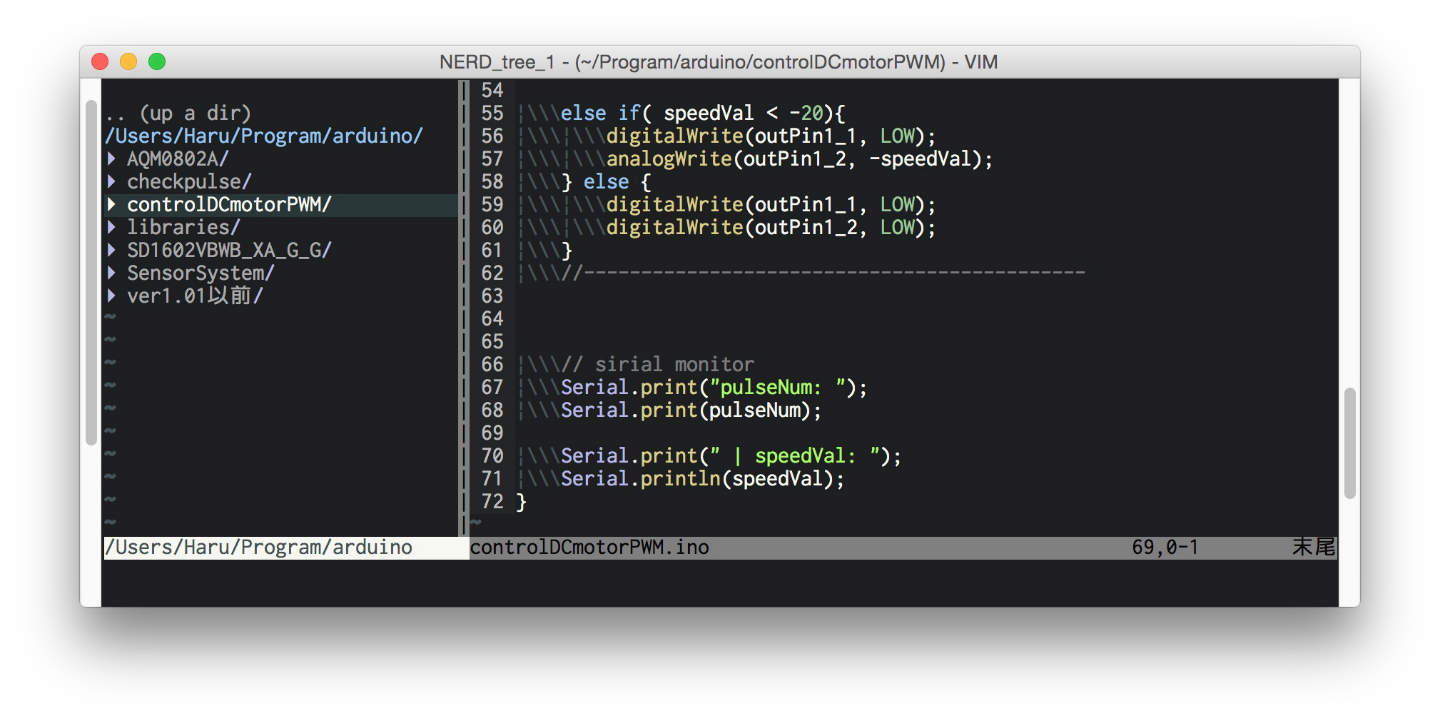 NERD_tree_1 - (~/Program/arduino/controlDCmotorPWM) - VIM
.. (up a dir)
/Users/Haru/Program/arduino/
▸ AQM0802A/
▸ checkpulse/
▸ controlDCmotorPWM/
▸ libraries/
▸ SD1602VBWB_XA_G_G/
▸ SensorSystem/
▸ ver1.01以前/
~
~
~
~
~
~
~
~
~
~
/Users/Haru/Program/arduino
54
55 ¦\\\else if( speedVal < -20){
56 ¦\\\¦\\\digitalWrite(outPin1_1, LOW);
57 ¦\\\¦\\\analogWrite(outPin1_2, -speedVal);
58 ¦\\\} else {
59 ¦\\\¦\\\digitalWrite(outPin1_1, LOW);
60 ¦\\\¦\\\digitalWrite(outPin1_2, LOW);
61 ¦\\\}
62 ¦\\\//--------------------------------------------
63
64
65
66 ¦\\\// sirial monitor
67 ¦\\\Serial.print("pulseNum: ");
68 ¦\\\Serial.print(pulseNum);
69
70 ¦\\\Serial.print(" | speedVal: ");
71 ¦\\\Serial.println(speedVal);
72 }
~
controlDCmotorPWM.ino 69,0-1 末尾